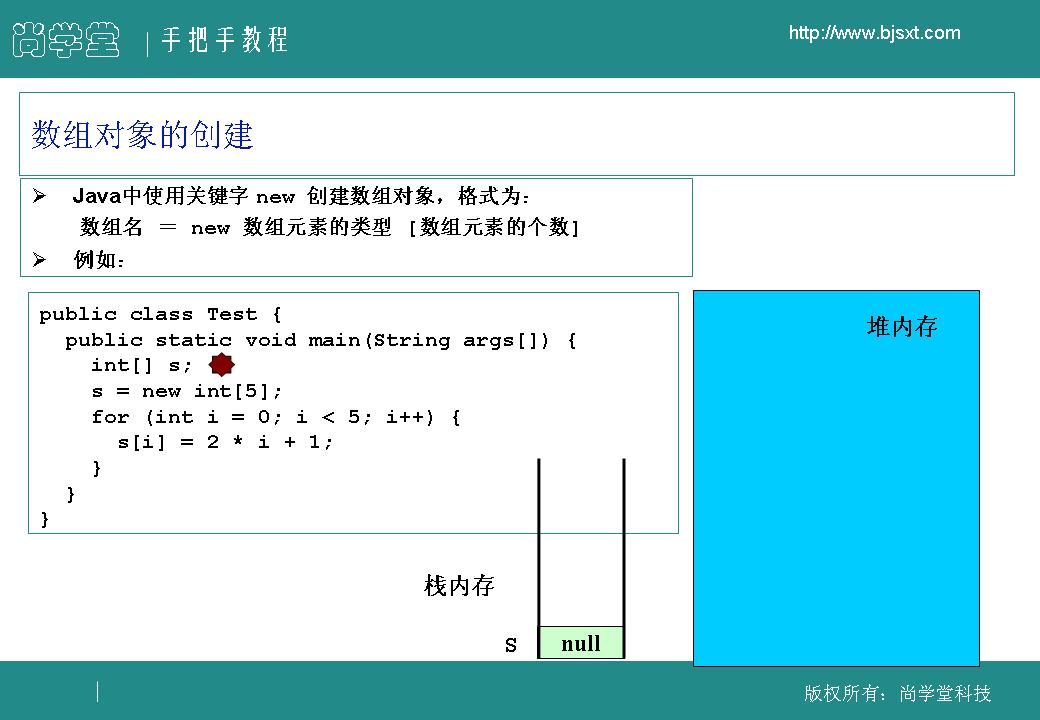 尚学堂 | 手把手教程
http://www.bjsxt.com
数组对象的创建
➢ Java中使用关键字 new 创建数组对象，格式为：
数组名 ＝ new 数组元素的类型 [数组元素的个数]
➢ 例如：
public class Test {
  public static void main(String args[]) {
    int[] s;
    s = new int[5];
    for (int i = 0; i < 5; i++) {
      s[i] = 2 * i + 1;
    }
  }
}
堆内存
栈内存
s null
版权所有：尚学堂科技